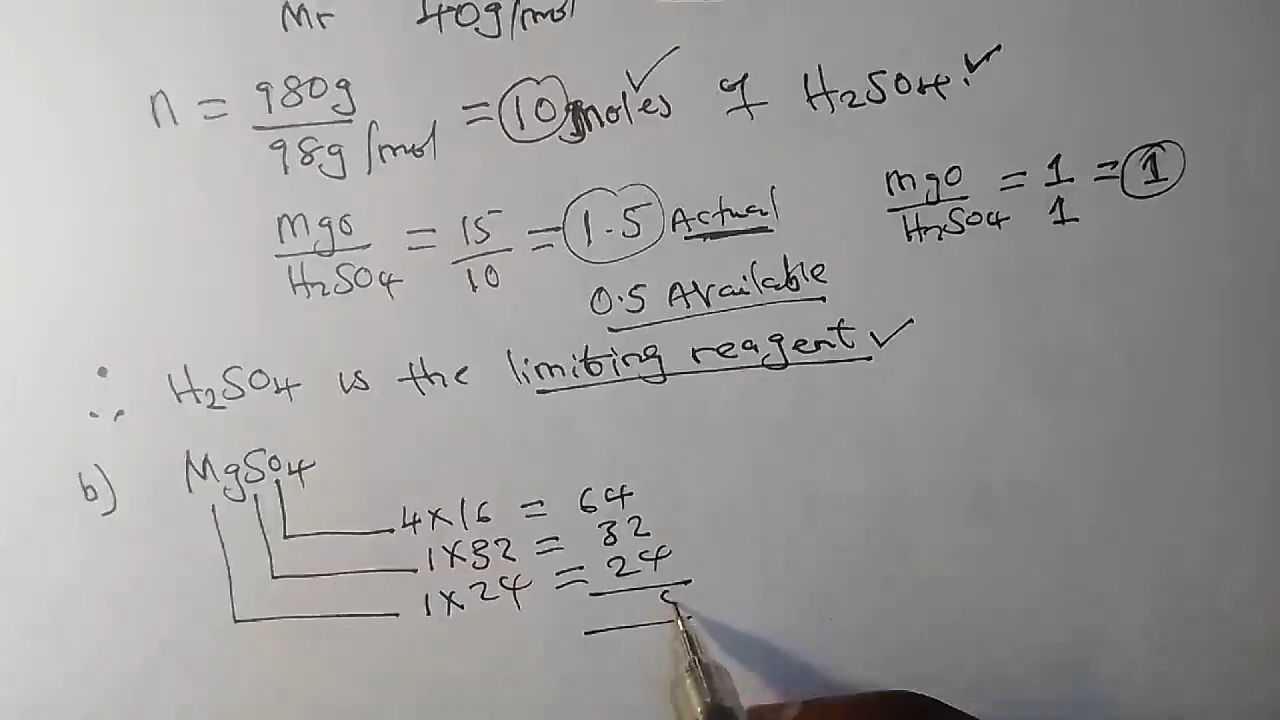 Mr 40g/mol
n = 980g / 98g/mol = 10 moles of H₂SO₄.
MgO / H₂SO₄ = 15 / 10 = 1.5 Actual
mgo / H₂SO₄ = 1 / 1 = 1
0.5 Available
∴ H₂SO₄ is the limiting reagent
b) MgSO₄
4 x 16 = 64
1 x 32 = 32
1 x 24 = 24